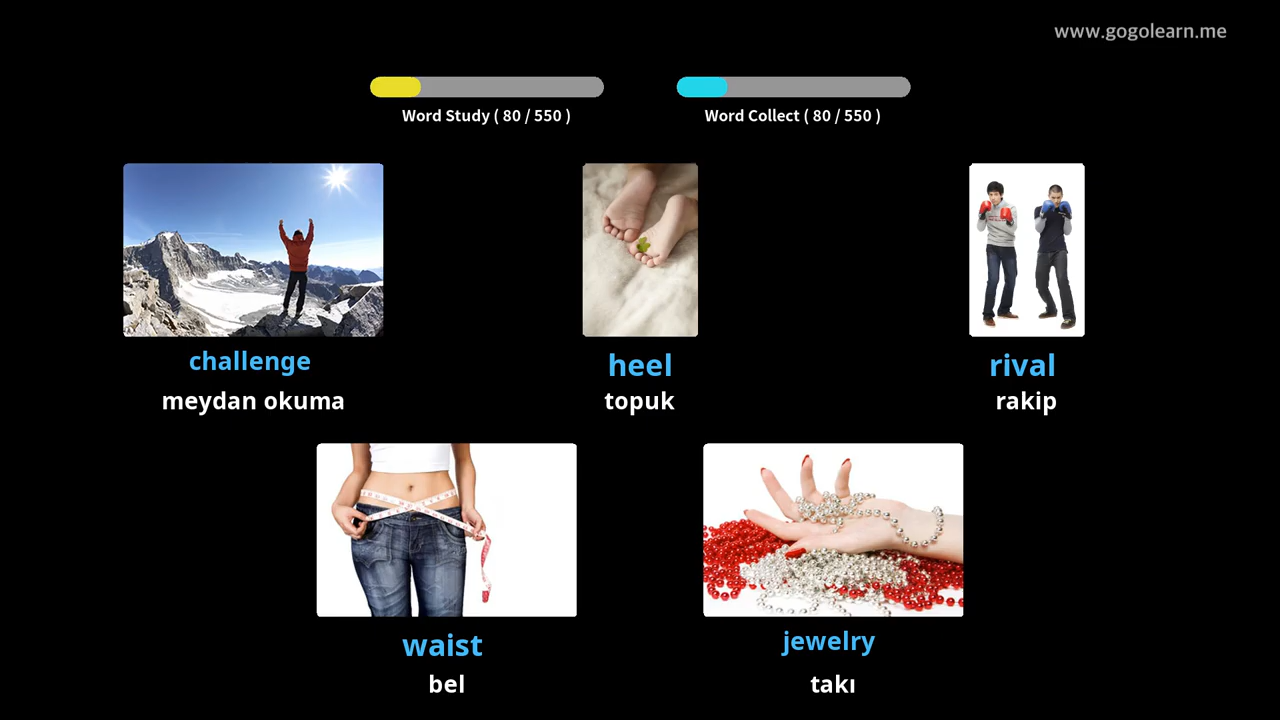 www.gogolearn.me
Word Study ( 80 / 550 )
Word Collect ( 80 / 550 )
challenge
meydan okuma
heel
topuk
rival
rakip
waist
bel
jewelry
takı